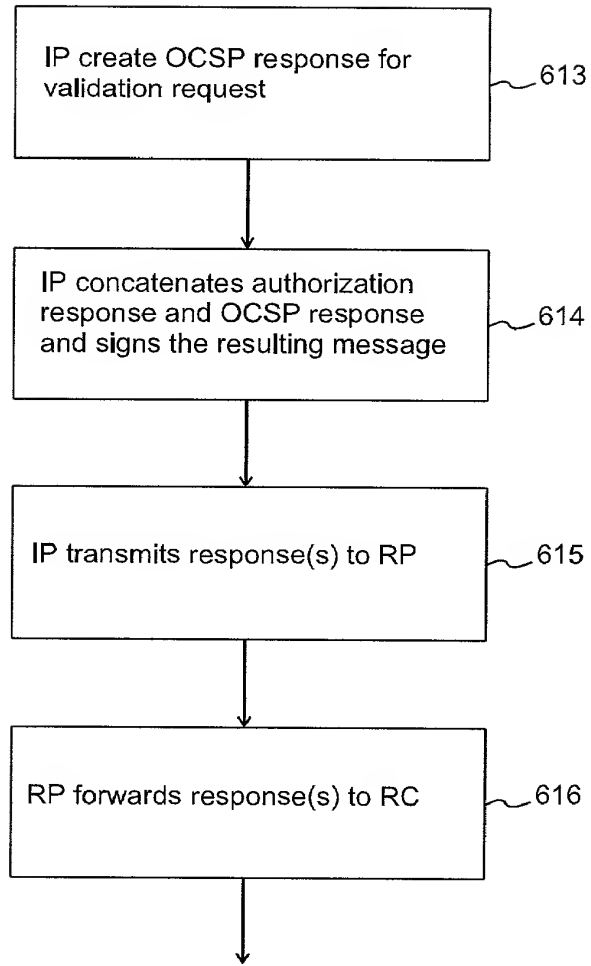 IP create OCSP response for
validation request
613
IP concatenates authorization
response and OCSP response
and signs the resulting message
614
IP transmits response(s) to RP
615
RP forwards response(s) to RC
616